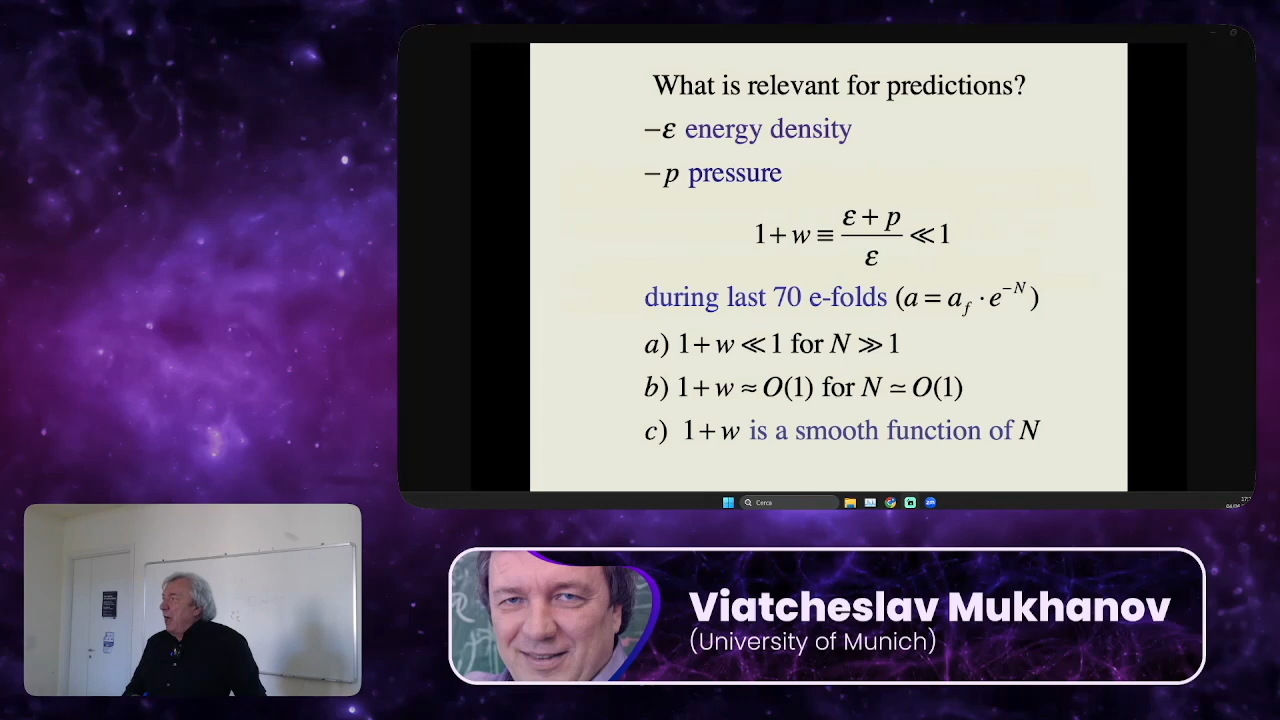 What is relevant for predictions?
−ε energy density
−p pressure
1+w ≡ (ε+p)/ε ≪ 1
during last 70 e-folds (a = a_f · e^{−N})
a) 1+w ≪ 1 for N ≫ 1
b) 1+w ≈ O(1) for N ≃ O(1)
c) 1+w is a smooth function of N
Cerca
Viatcheslav Mukhanov
(University of Munich)